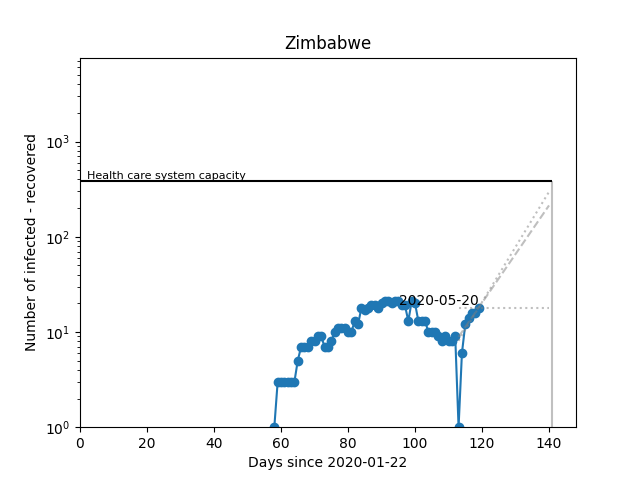 Zimbabwe
Number of infected - recovered
10³
10²
10¹
10⁰
Health care system capacity
2020-05-20
0 20 40 60 80 100 120 140
Days since 2020-01-22